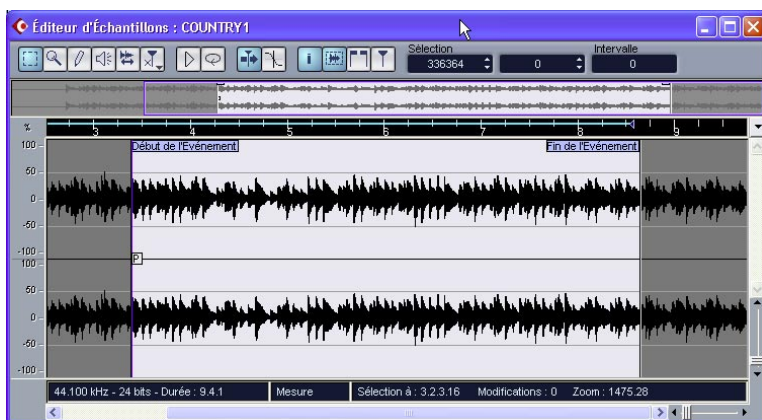 Éditeur d'Échantillons : COUNTRY1
Sélection Intervalle
336364 0 0
% 3 4 5 6 7 8 9
Début de l'Evénement Fin de l'Evénement
100
50
0
-50
-100
P
100
50
0
-50
-100
44.100 kHz - 24 bits - Durée : 9.4.1 Mesure Sélection à : 3.2.3.16 Modifications : 0 Zoom : 1475.28